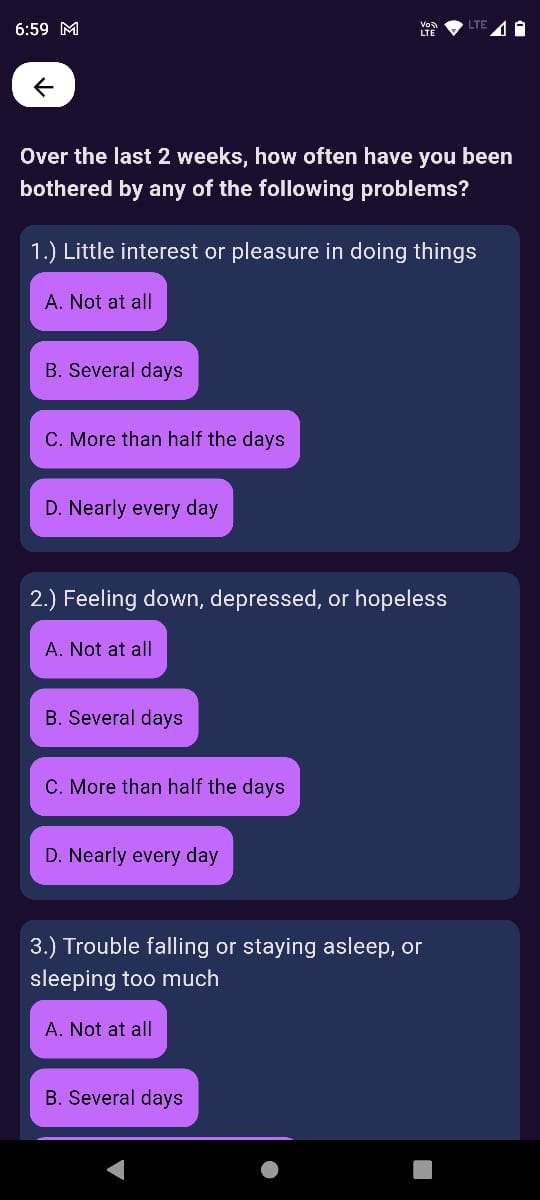 6:59
Vo))
LTE
LTE
Over the last 2 weeks, how often have you been
bothered by any of the following problems?
1.) Little interest or pleasure in doing things
A. Not at all
B. Several days
C. More than half the days
D. Nearly every day
2.) Feeling down, depressed, or hopeless
A. Not at all
B. Several days
C. More than half the days
D. Nearly every day
3.) Trouble falling or staying asleep, or
sleeping too much
A. Not at all
B. Several days